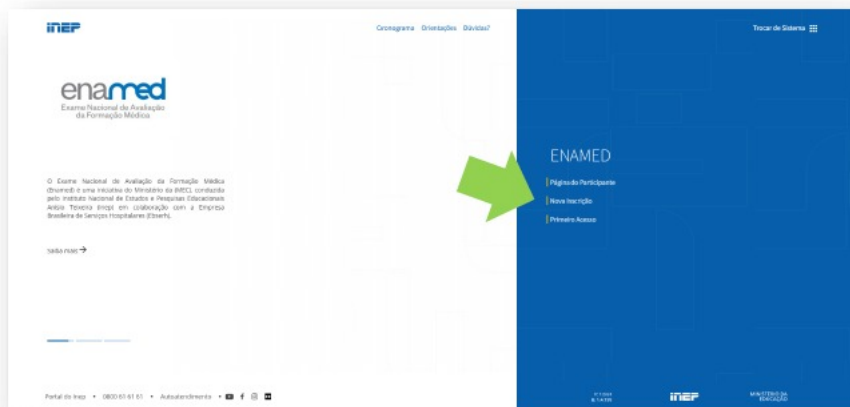 inep
Cronograma Orientações Dúvidas?
Trocar de Sistema
enamed
Exame Nacional de Avaliação
da Formação Médica
O Exame Nacional de Avaliação da Formação Médica
(Enamed) é uma iniciativa do Ministério da (MEC), conduzida
pelo Instituto Nacional de Estudos e Pesquisas Educacionais
Anísio Teixeira (Inep) em colaboração com a Empresa
Brasileira de Serviços Hospitalares (Ebserh).
Saiba mais
ENAMED
Página do Participante
Nova Inscrição
Primeiro Acesso
Portal do Inep • 0800 61 61 61 • Autoatendimento •
inep
MINISTÉRIO DA
EDUCAÇÃO